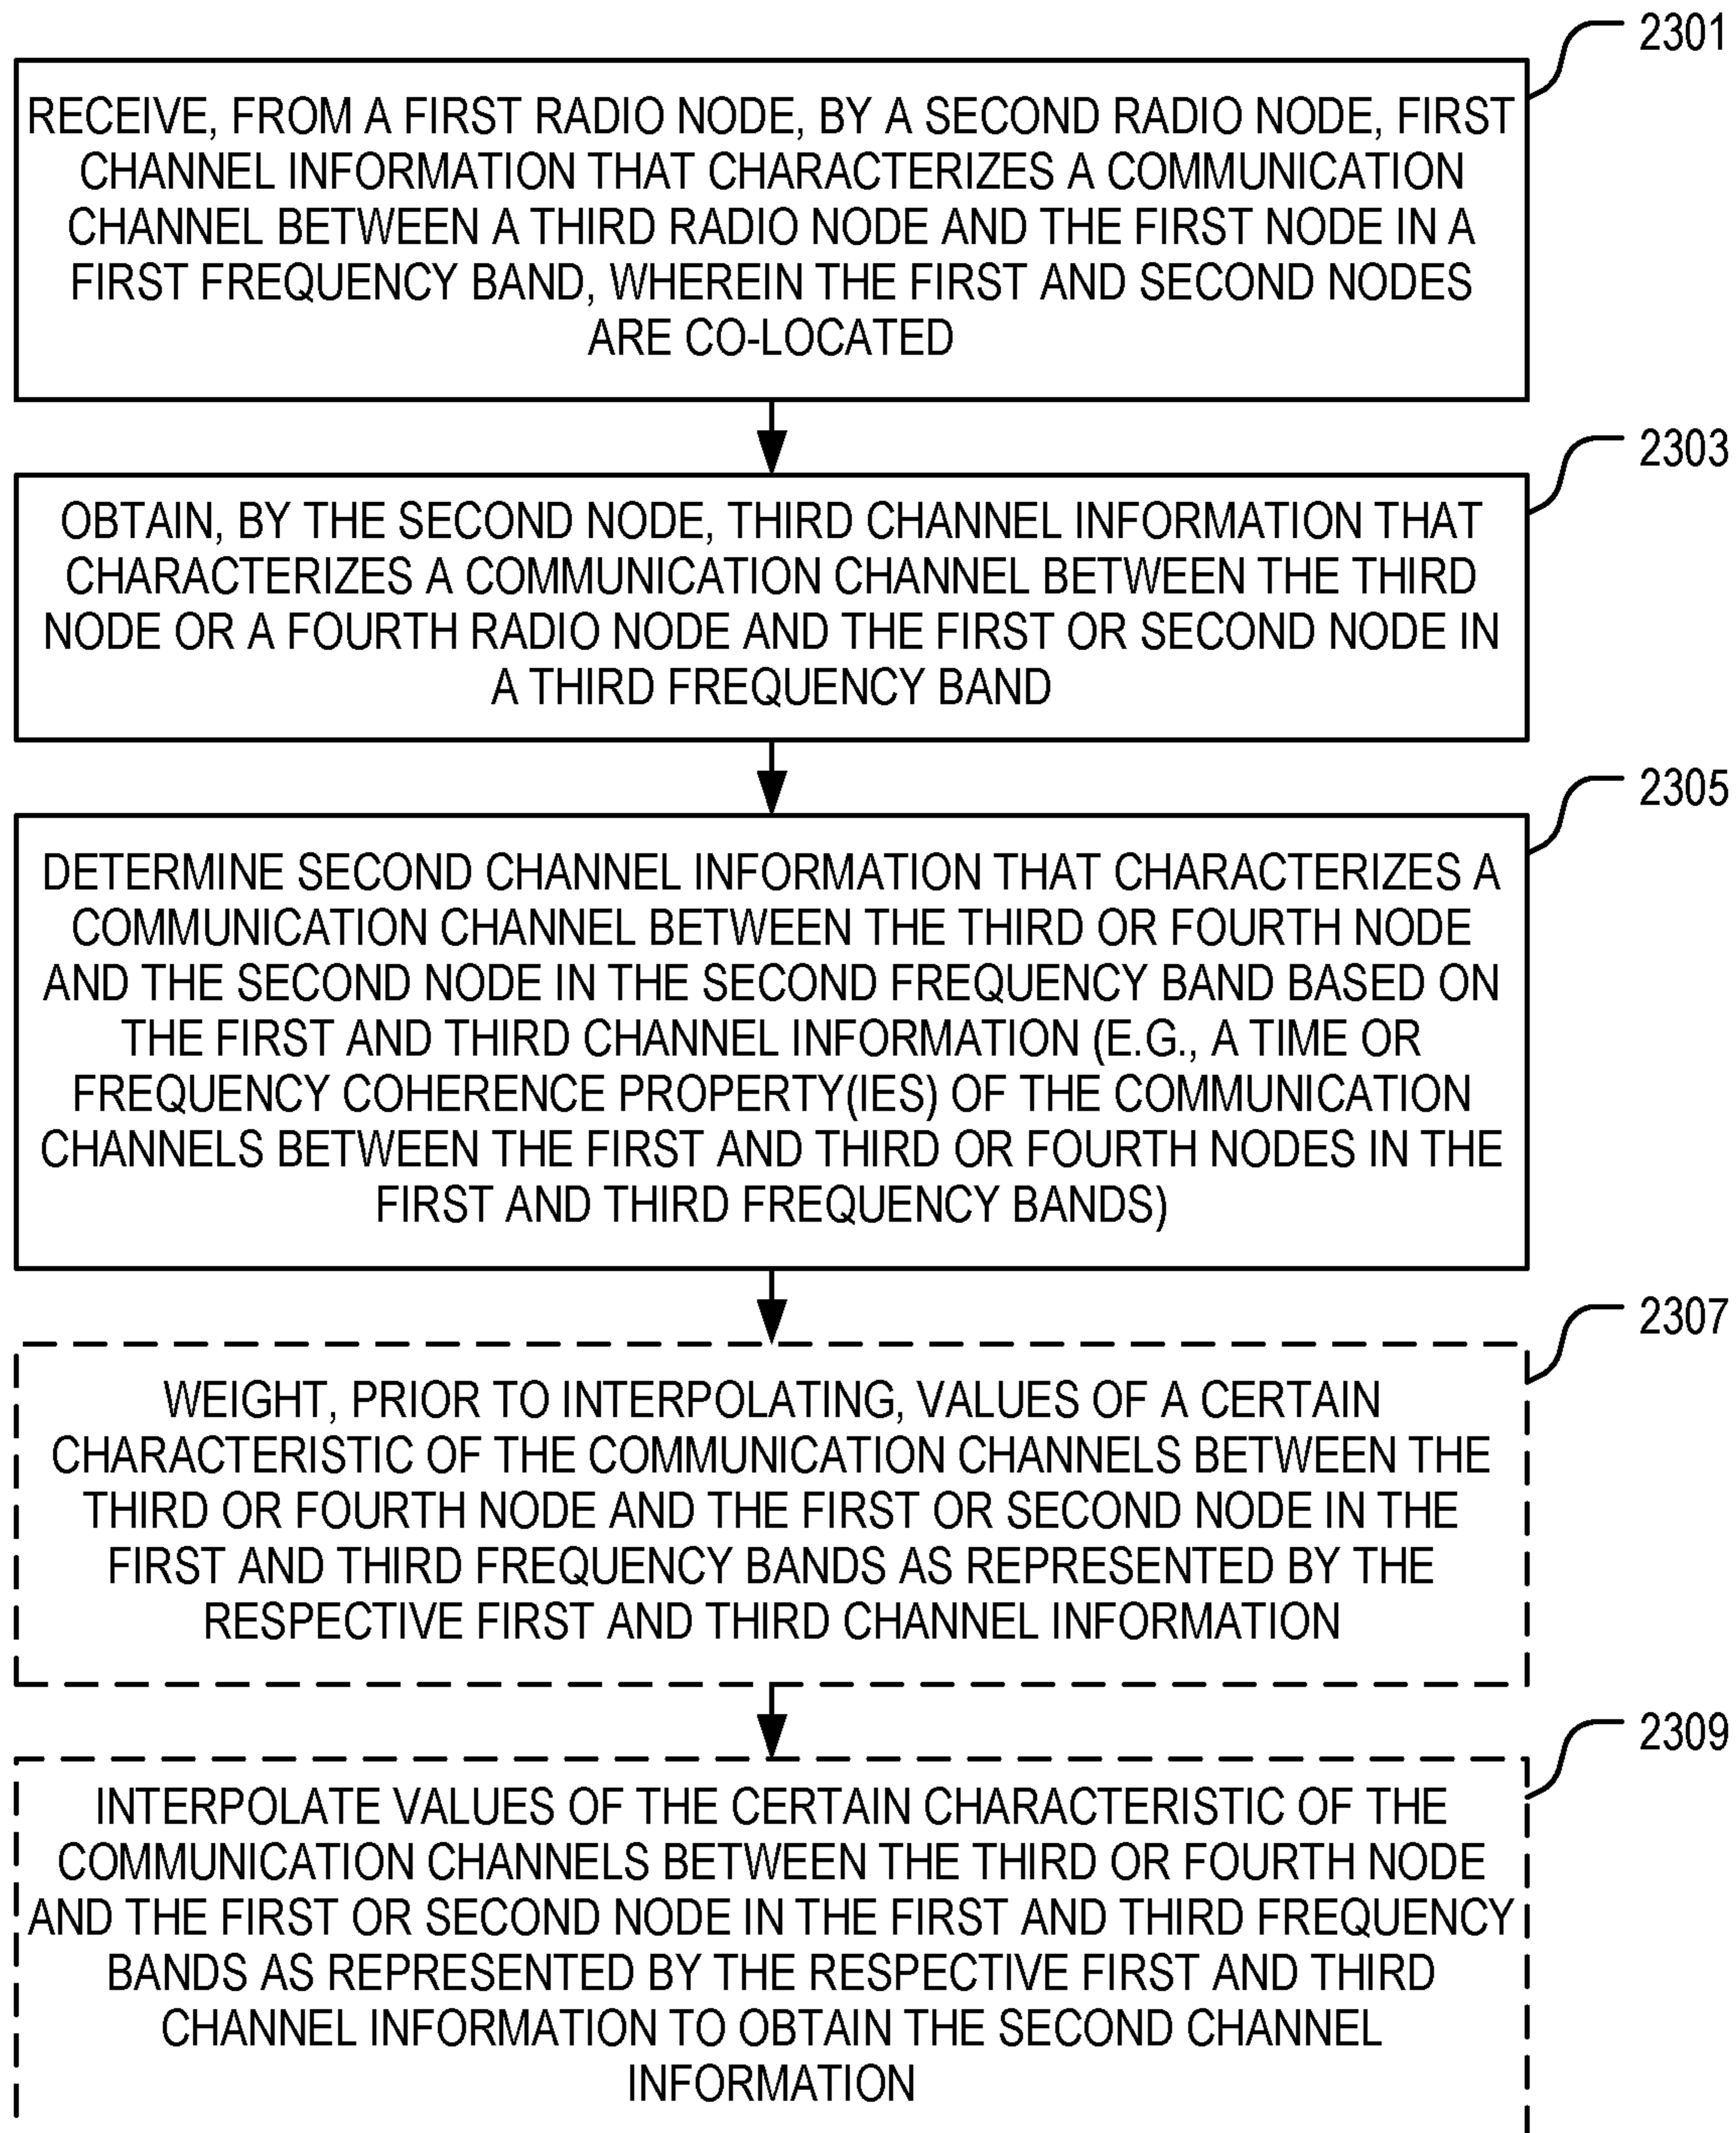 2301
RECEIVE, FROM A FIRST RADIO NODE, BY A SECOND RADIO NODE, FIRST
CHANNEL INFORMATION THAT CHARACTERIZES A COMMUNICATION
CHANNEL BETWEEN A THIRD RADIO NODE AND THE FIRST NODE IN A
FIRST FREQUENCY BAND, WHEREIN THE FIRST AND SECOND NODES
ARE CO-LOCATED
2303
OBTAIN, BY THE SECOND NODE, THIRD CHANNEL INFORMATION THAT
CHARACTERIZES A COMMUNICATION CHANNEL BETWEEN THE THIRD
NODE OR A FOURTH RADIO NODE AND THE FIRST OR SECOND NODE IN
A THIRD FREQUENCY BAND
2305
DETERMINE SECOND CHANNEL INFORMATION THAT CHARACTERIZES A
COMMUNICATION CHANNEL BETWEEN THE THIRD OR FOURTH NODE
AND THE SECOND NODE IN THE SECOND FREQUENCY BAND BASED ON
THE FIRST AND THIRD CHANNEL INFORMATION (E.G., A TIME OR
FREQUENCY COHERENCE PROPERTY(IES) OF THE COMMUNICATION
CHANNELS BETWEEN THE FIRST AND THIRD OR FOURTH NODES IN THE
FIRST AND THIRD FREQUENCY BANDS)
2307
WEIGHT, PRIOR TO INTERPOLATING, VALUES OF A CERTAIN
CHARACTERISTIC OF THE COMMUNICATION CHANNELS BETWEEN THE
THIRD OR FOURTH NODE AND THE FIRST OR SECOND NODE IN THE
FIRST AND THIRD FREQUENCY BANDS AS REPRESENTED BY THE
RESPECTIVE FIRST AND THIRD CHANNEL INFORMATION
2309
INTERPOLATE VALUES OF THE CERTAIN CHARACTERISTIC OF THE
COMMUNICATION CHANNELS BETWEEN THE THIRD OR FOURTH NODE
AND THE FIRST OR SECOND NODE IN THE FIRST AND THIRD FREQUENCY
BANDS AS REPRESENTED BY THE RESPECTIVE FIRST AND THIRD
CHANNEL INFORMATION TO OBTAIN THE SECOND CHANNEL
INFORMATION